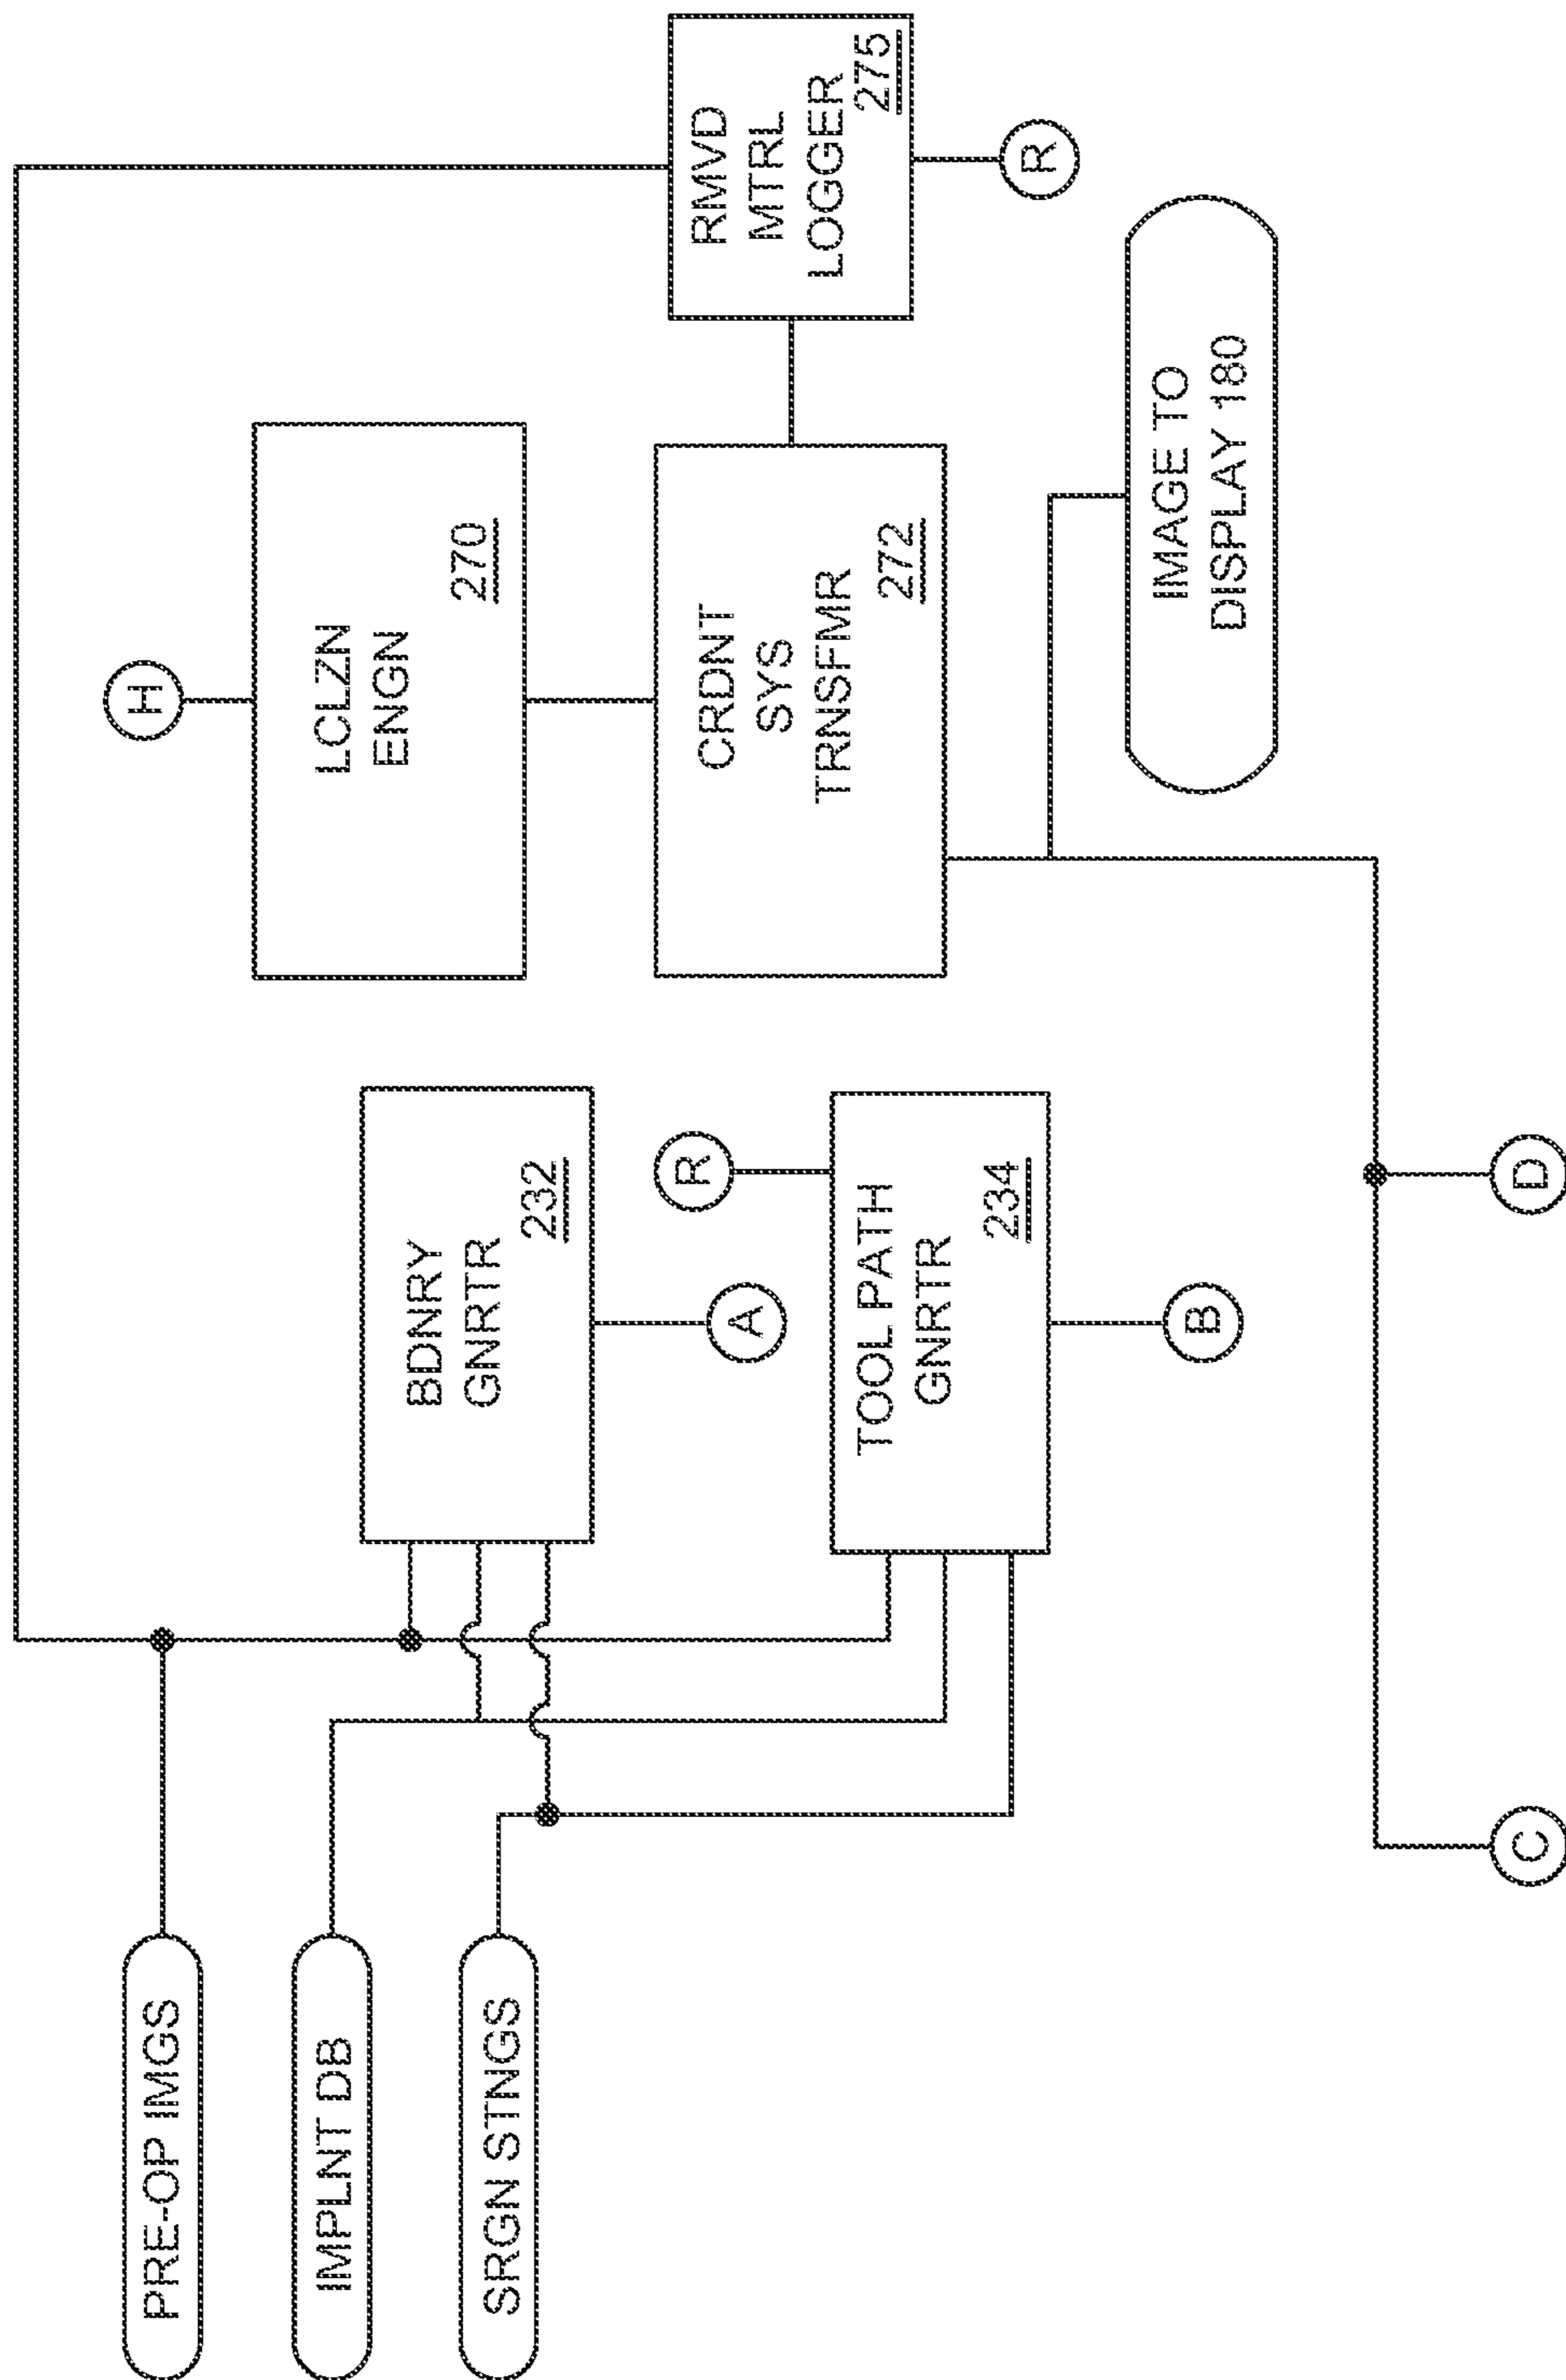 PRE-OP IMGS
IMPLNT DB
SRGN STNGS
BDNRY
GNRTR
232
A
R
TOOL PATH
GNRTR
234
B
H
LCLZN
ENGN
270
CRDNT
SYS
TRNSFMR
272
RMVD
MTRL
LOGGER
275
R
IMAGE TO
DISPLAY 180
C
D